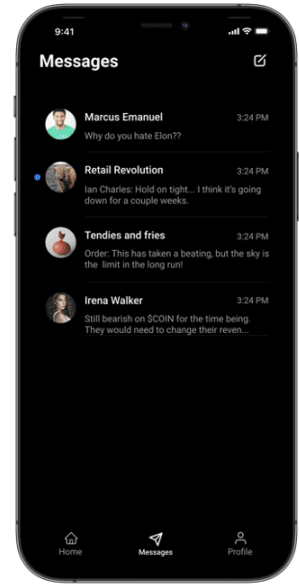 9:41
Messages
Marcus Emanuel 3:24 PM
Why do you hate Elon??
Retail Revolution 3:24 PM
Ian Charles: Hold on tight... I think it's going
down for a couple weeks.
Tendies and fries 3:24 PM
Order: This has taken a beating, but the sky is
the limit in the long run!
Irena Walker 3:24 PM
Still bearish on $COIN for the time being.
They would need to change their reven...
Home Messages Profile